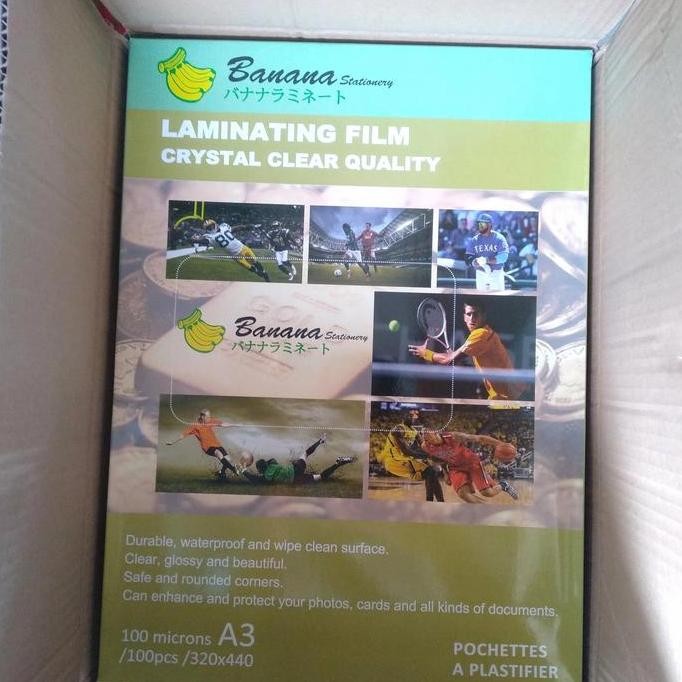 Banana Stationery
バナナラミネート
LAMINATING FILM
CRYSTAL CLEAR QUALITY
80
TEXAS
Banana Stationery
バナナラミネート
Durable, waterproof and wipe clean surface.
Clear, glossy and beautiful.
Safe and rounded corners.
Can enhance and protect your photos, cards and all kinds of documents.
100 microns A3
/100pcs /320x440
POCHETTES
A PLASTIFIER